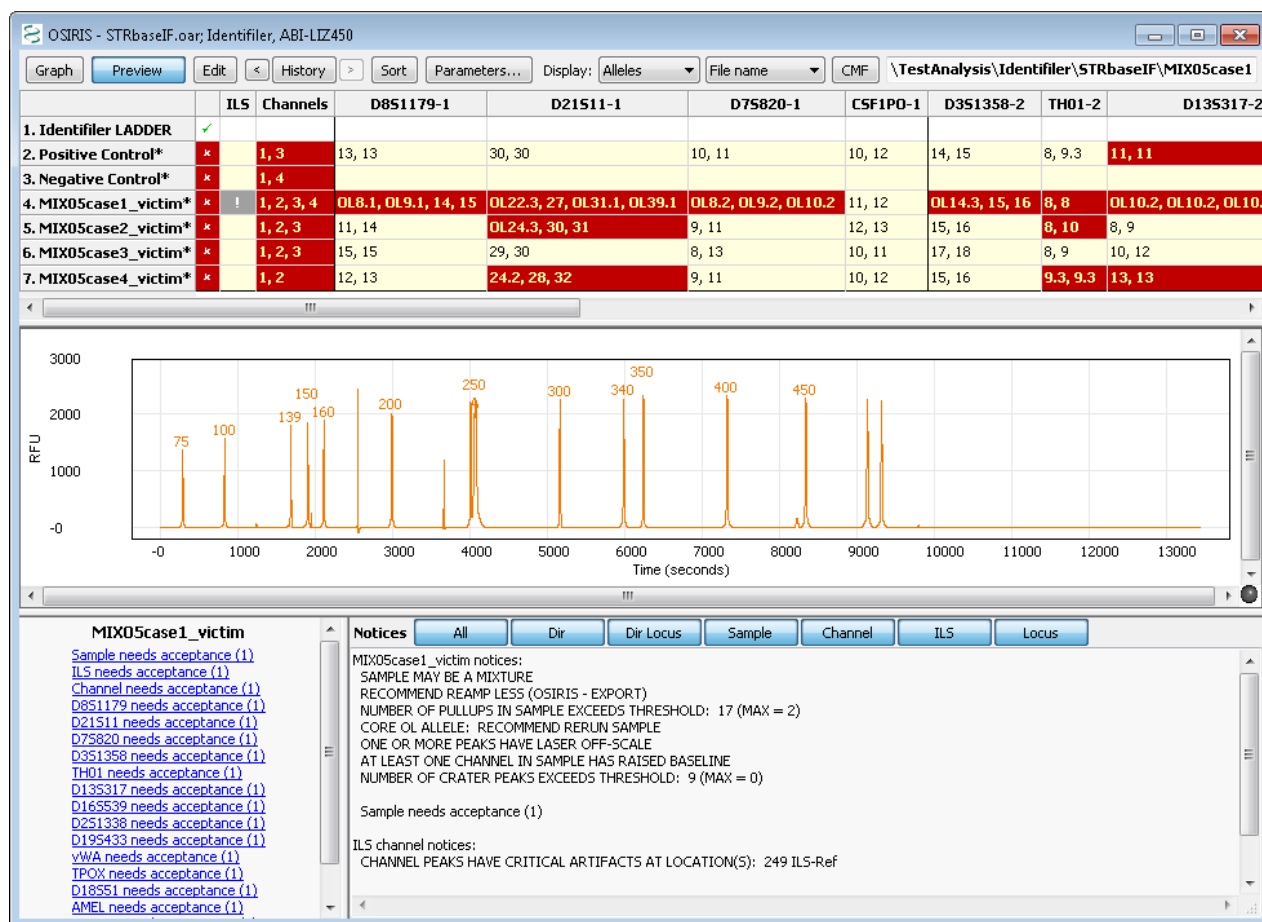 OSIRIS - STRbaseIF.oar; Identifiler, ABI-LIZ450
Graph Preview Edit < History > Sort Parameters... Display: Alleles File name CMF \TestAnalysis\Identifiler\STRbaseIF\MIX05case1
ILS Channels D8S1179-1 D21S11-1 D7S820-1 CSF1PO-1 D3S1358-2 TH01-2 D13S317-2
1. Identifiler LADDER
2. Positive Control* 1, 3 13, 13 30, 30 10, 11 10, 12 14, 15 8, 9.3 11, 11
3. Negative Control* 1, 4
4. MIX05case1_victim* ! 1, 2, 3, 4 OL8.1, OL9.1, 14, 15 OL22.3, 27, OL31.1, OL39.1 OL8.2, OL9.2, OL10.2 11, 12 OL14.3, 15, 16 8, 8 OL10.2, OL10.2, OL10.
5. MIX05case2_victim* 1, 2, 3 11, 14 OL24.3, 30, 31 9, 11 12, 13 15, 16 8, 10 8, 9
6. MIX05case3_victim* 1, 2, 3 15, 15 29, 30 8, 13 10, 11 17, 18 8, 9 10, 12
7. MIX05case4_victim* 1, 2 12, 13 24.2, 28, 32 9, 11 10, 12 15, 16 9.3, 9.3 13, 13
3000
2000
1000
-0
RFU
75 100 139 150 160 200 250 300 340 350 400 450
-0 1000 2000 3000 4000 5000 6000 7000 8000 9000 10000 11000 12000 13000
Time (seconds)
MIX05case1_victim
Sample needs acceptance (1)
ILS needs acceptance (1)
Channel needs acceptance (1)
D8S1179 needs acceptance (1)
D21S11 needs acceptance (1)
D7S820 needs acceptance (1)
D3S1358 needs acceptance (1)
TH01 needs acceptance (1)
D13S317 needs acceptance (1)
D16S539 needs acceptance (1)
D2S1338 needs acceptance (1)
D19S433 needs acceptance (1)
vWA needs acceptance (1)
TPOX needs acceptance (1)
D18S51 needs acceptance (1)
AMEL needs acceptance (1)
Notices All Dir Dir Locus Sample Channel ILS Locus
MIX05case1_victim notices:
SAMPLE MAY BE A MIXTURE
RECOMMEND REAMP LESS (OSIRIS - EXPORT)
NUMBER OF PULLUPS IN SAMPLE EXCEEDS THRESHOLD: 17 (MAX = 2)
CORE OL ALLELE: RECOMMEND RERUN SAMPLE
ONE OR MORE PEAKS HAVE LASER OFF-SCALE
AT LEAST ONE CHANNEL IN SAMPLE HAS RAISED BASELINE
NUMBER OF CRATER PEAKS EXCEEDS THRESHOLD: 9 (MAX = 0)
Sample needs acceptance (1)
ILS channel notices:
CHANNEL PEAKS HAVE CRITICAL ARTIFACTS AT LOCATION(S): 249 ILS-Ref